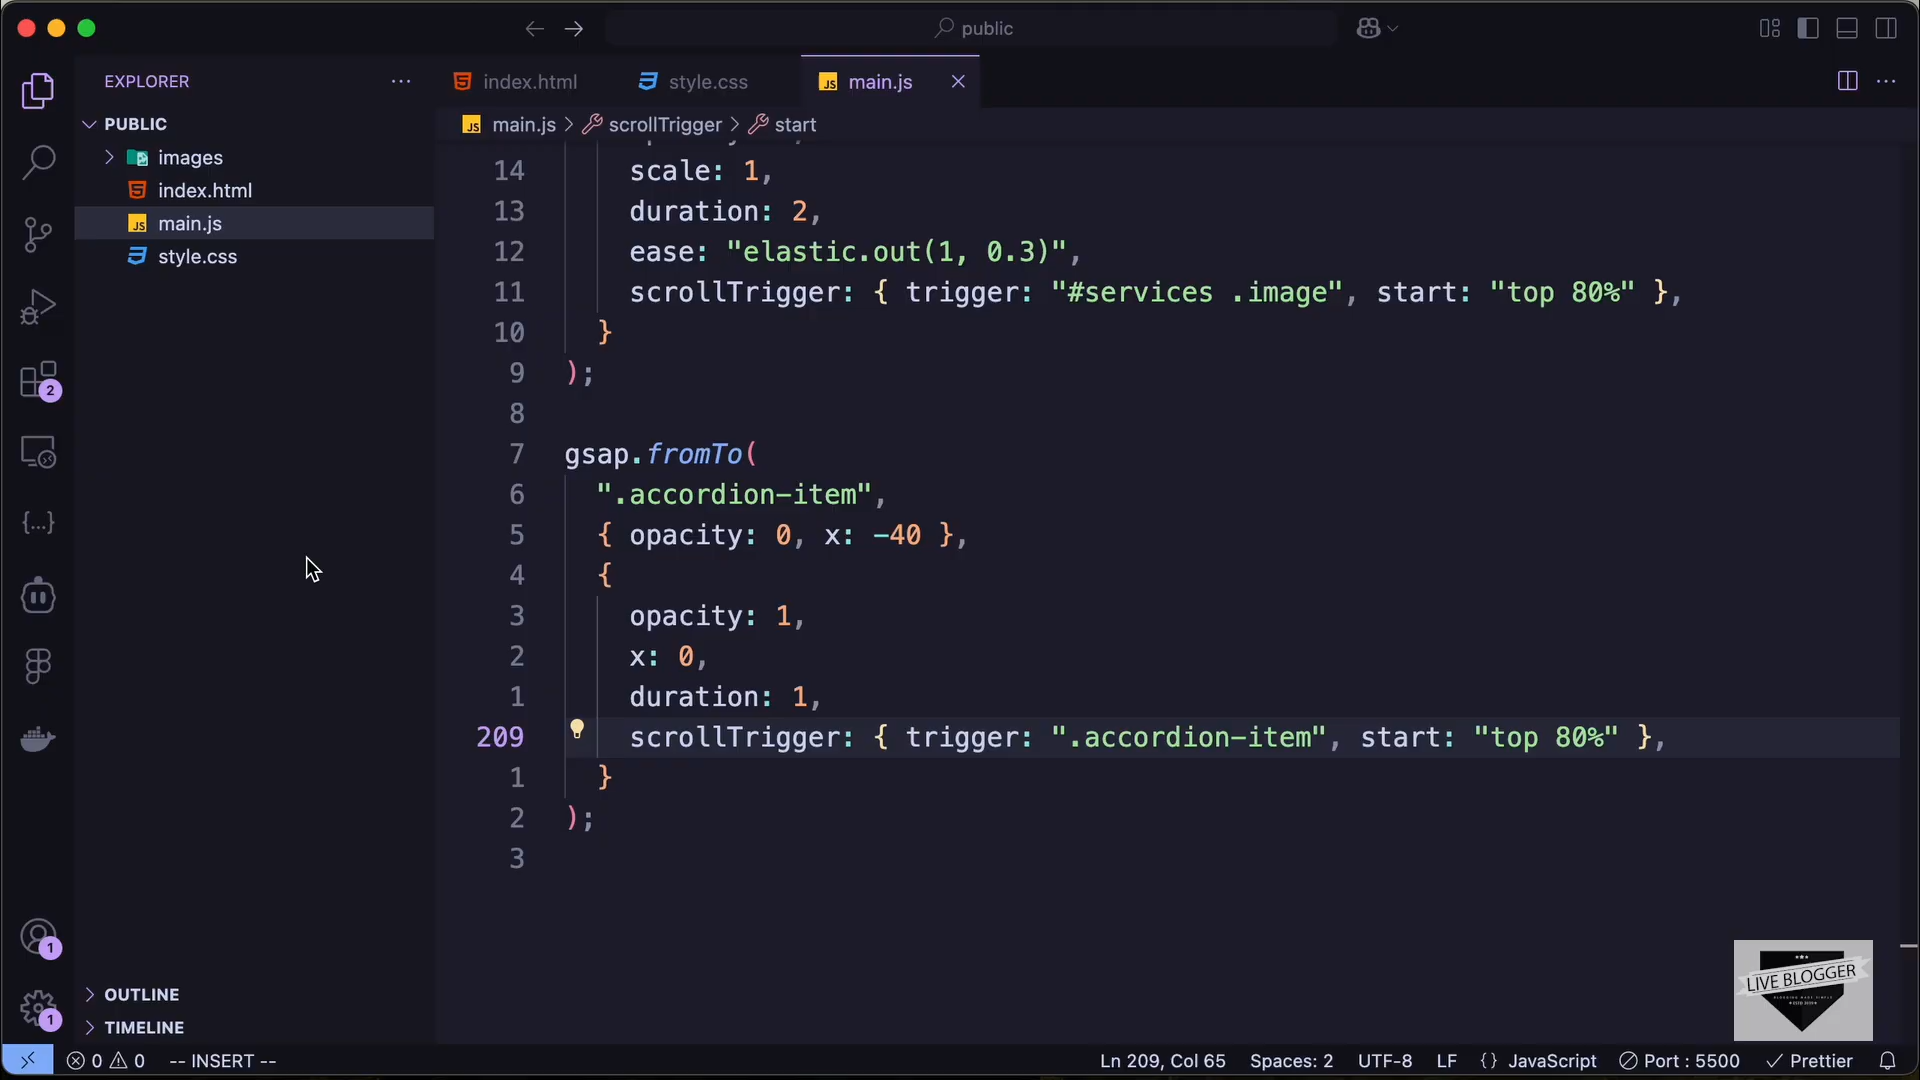 public
EXPLORER
index.html
style.css
main.js
PUBLIC
images
index.html
main.js
style.css
main.js > scrollTrigger > start
14 scale: 1,
13 duration: 2,
12 ease: "elastic.out(1, 0.3)",
11 scrollTrigger: { trigger: "#services .image", start: "top 80%" },
10 }
9 );
8
7 gsap.fromTo(
6 ".accordion-item",
5 { opacity: 0, x: -40 },
4 {
3 opacity: 1,
2 x: 0,
1 duration: 1,
209 scrollTrigger: { trigger: ".accordion-item", start: "top 80%" },
1 }
2 );
3
2
1
1
OUTLINE
TIMELINE
LIVE BLOGGER
0 0 -- INSERT --
Ln 209, Col 65 Spaces: 2 UTF-8 LF {} JavaScript Port : 5500 Prettier